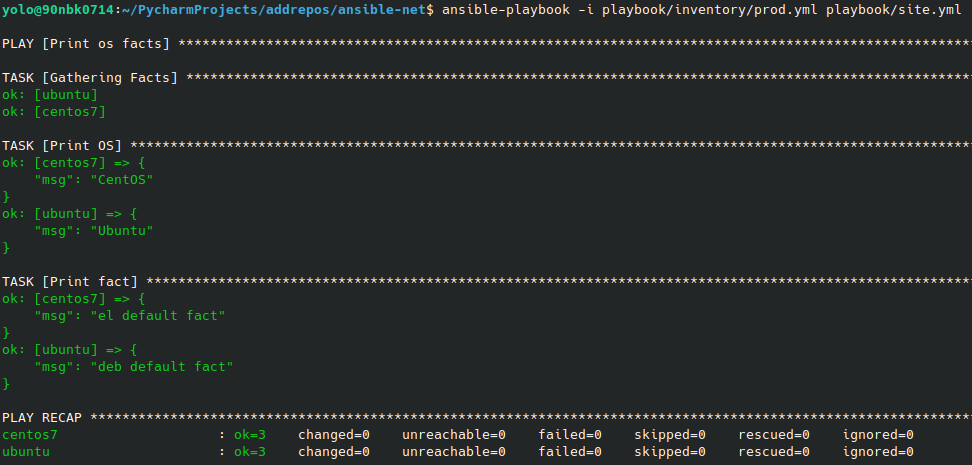 yolo@90nbk0714:~/PycharmProjects/addrepos/ansible-net$ ansible-playbook -i playbook/inventory/prod.yml playbook/site.yml
PLAY [Print os facts] ****************************************************************************************************
TASK [Gathering Facts] **************************************************************************************************
ok: [ubuntu]
ok: [centos7]
TASK [Print OS] *********************************************************************************************************
ok: [centos7] => {
    "msg": "CentOS"
}
ok: [ubuntu] => {
    "msg": "Ubuntu"
}
TASK [Print fact] *******************************************************************************************************
ok: [centos7] => {
    "msg": "el default fact"
}
ok: [ubuntu] => {
    "msg": "deb default fact"
}
PLAY RECAP **************************************************************************************************************
centos7                    : ok=3    changed=0    unreachable=0    failed=0    skipped=0    rescued=0    ignored=0
ubuntu                     : ok=3    changed=0    unreachable=0    failed=0    skipped=0    rescued=0    ignored=0